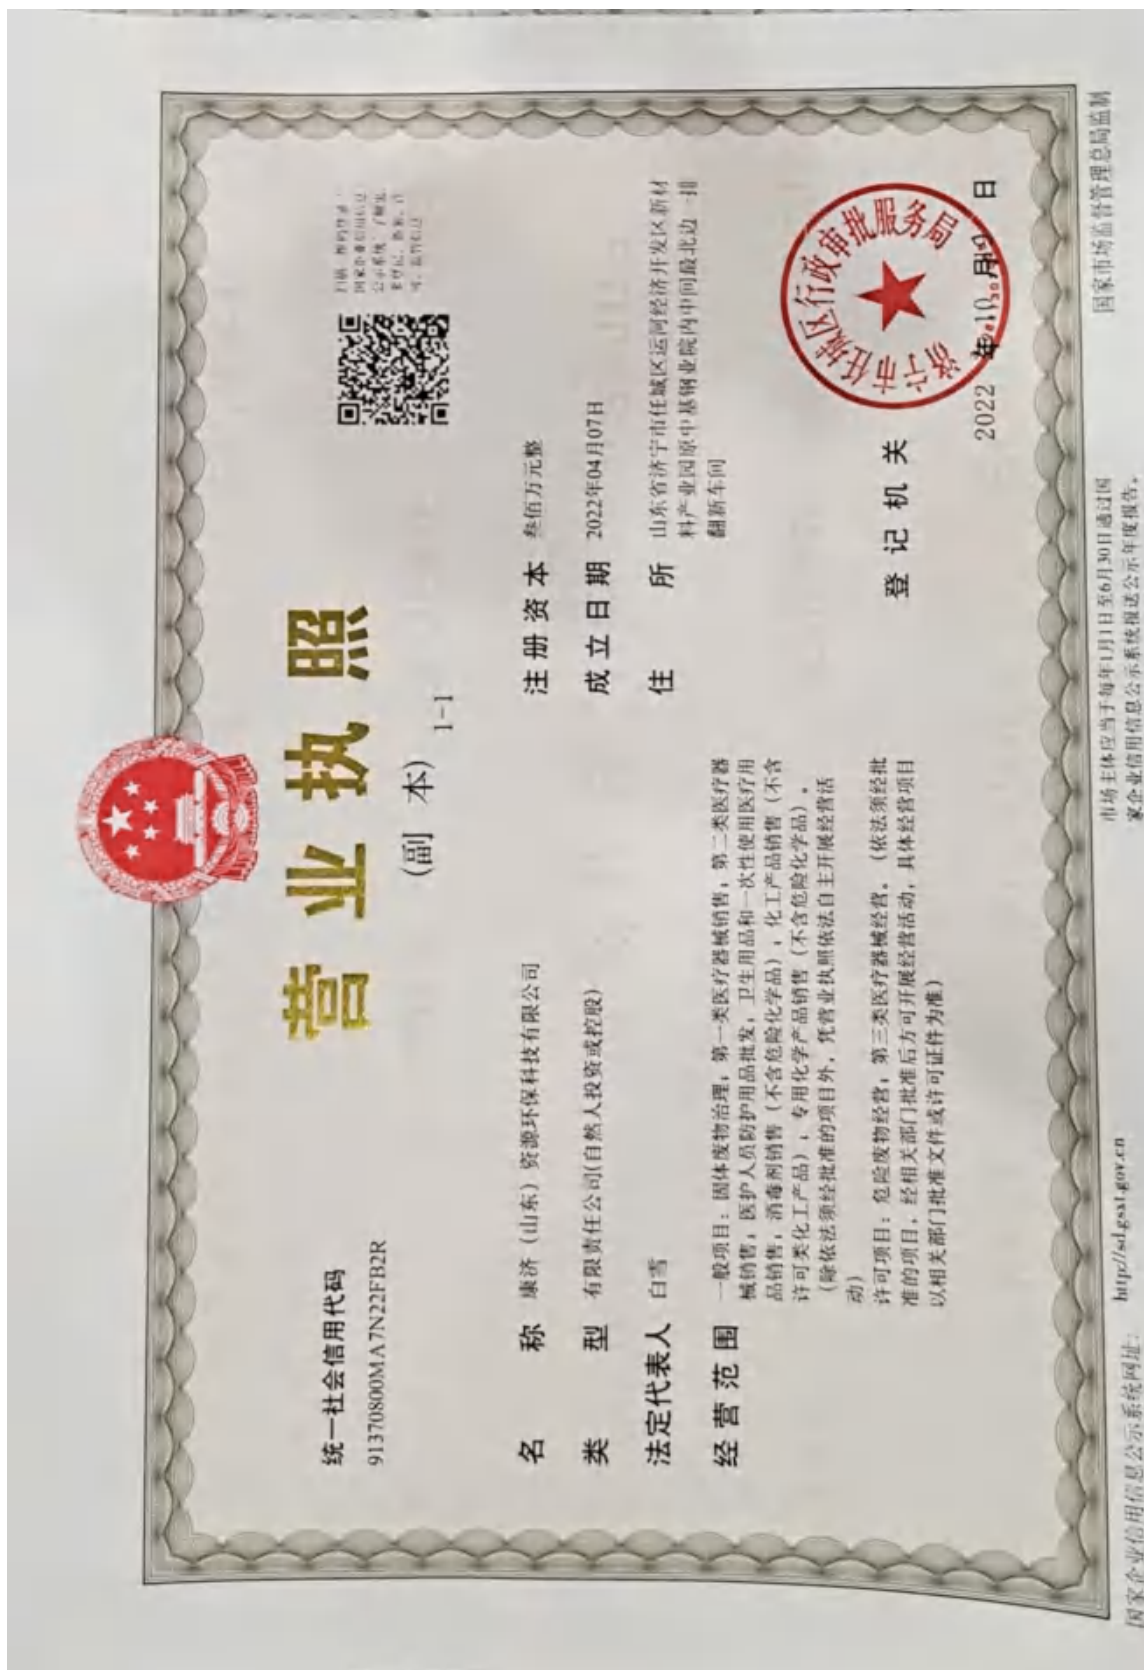 统一社会信用代码
91370800MA7N22FB2R
营业执照
(副 本)
1-1
国家企业信用信息
名 称 康济（山东）资源环保科技有限公司
类 型 有限责任公司(自然人投资或控股)
法定代表人 白雪
经营范围 一般项目：固体废物治理；第一类医疗器械销售；第二类医疗器
械销售；医护人员防护用品批发；卫生用品和一次性使用医疗用
品销售；消毒剂销售（不含危险化学品）；化工产品销售（不含
许可类化工产品）；专用化学产品销售（不含危险化学品）。
（除依法须经批准的项目外，凭营业执照依法自主开展经营活
动）
许可项目：危险废物经营；第三类医疗器械经营。（依法须经批
准的项目，经相关部门批准后方可开展经营活动，具体经营项目
以相关部门批准文件或许可证件为准）
注册资本 叁佰万元整
成立日期 2022年04月07日
住 所 山东省济宁市任城区运河经济开发区新材
料产业园原中基钢业院内中间最北边一排
翻新车间
登记机关
济宁市任城区行政审批服务局
2022 年 10 月 日
国家企业信用信息公示系统网址：
http://sd.gsxt.gov.cn
市场主体应当于每年1月1日至6月30日通过国
家企业信用信息公示系统报送公示年度报告。
国家市场监督管理总局监制